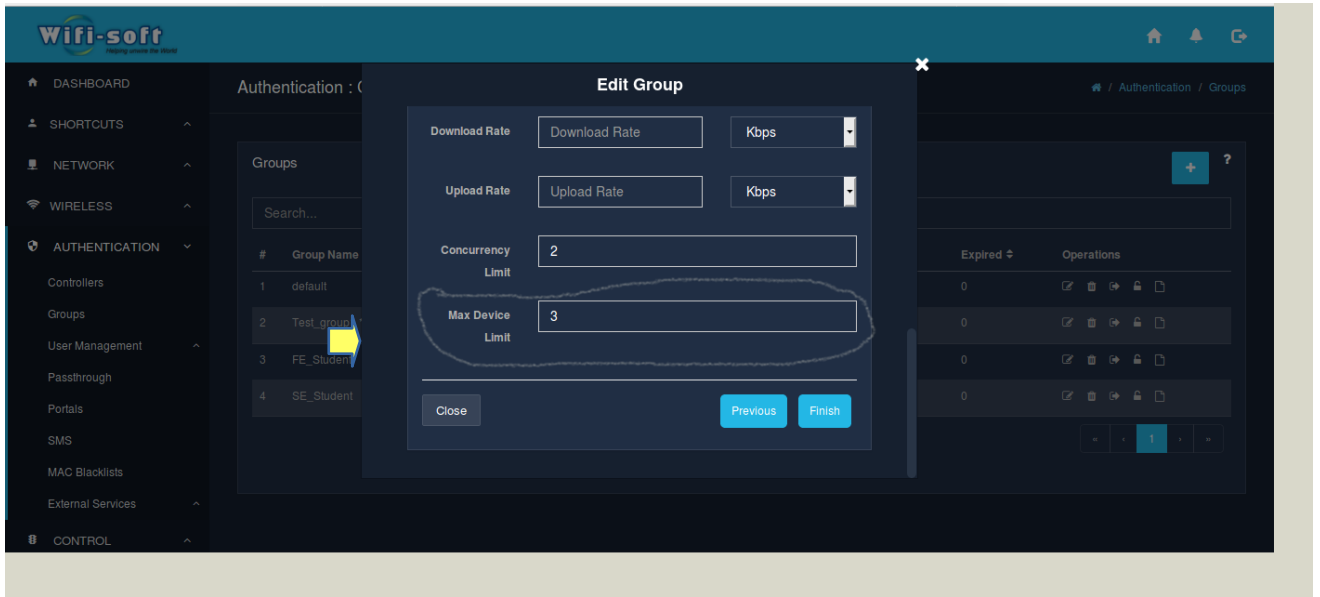 Wifi-soft
DASHBOARD
SHORTCUTS
NETWORK
WIRELESS
AUTHENTICATION
Controllers
Groups
User Management
Passthrough
Portals
SMS
MAC Blacklists
External Services
CONTROL
Authentication :
/ Authentication / Groups
Groups
+
?
Search...
# Group Name Expired Operations
1 default 0
2 Test_group 0
3 FE_Student 0
4 SE_Student 0
« ‹ 1 › »
Edit Group
Download Rate Download Rate Kbps
Upload Rate Upload Rate Kbps
Concurrency Limit 2
Max Device Limit 3
Close Previous Finish